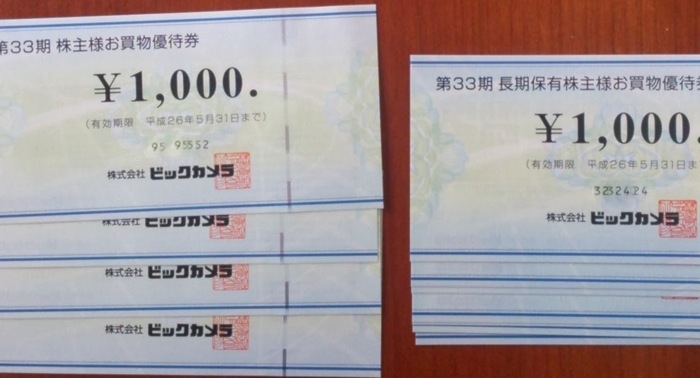 第33期 株主様お買物優待券
¥1,000.
(有効期限 平成26年5月31日まで)
95 95552
株式会社 ビックカメラ
株式会社 ビックカメラ
株式会社 ビックカメラ
株式会社 ビックカメラ
第33期 長期保有株主様お買物優待券
¥1,000.
(有効期限 平成26年5月31日まで
3232424
株式会社 ビックカメラ